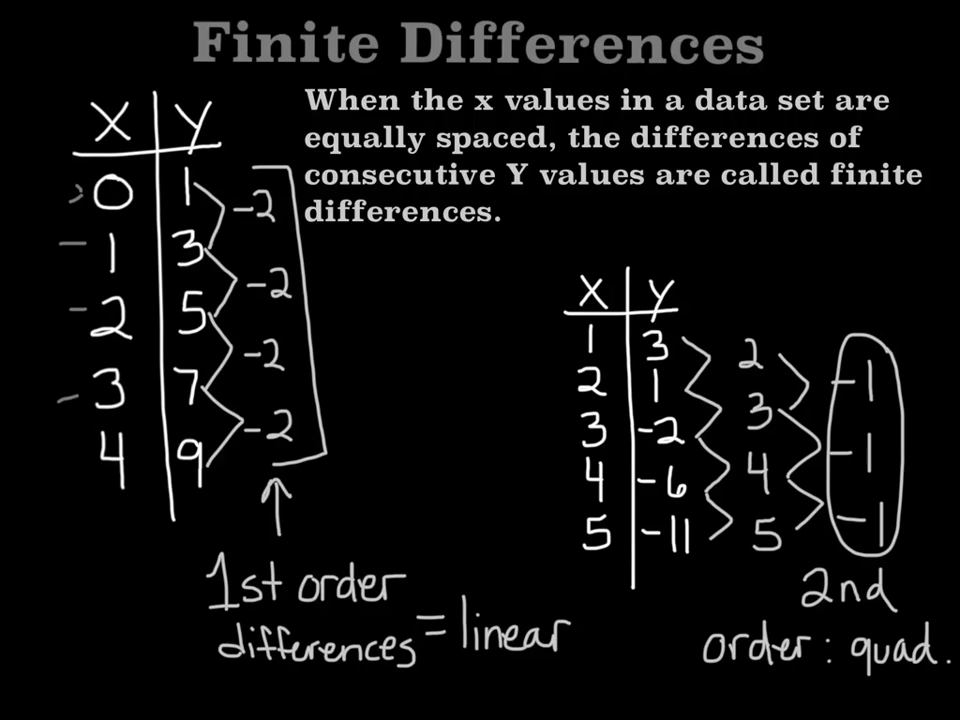 Finite Differences
When the x values in a data set are
equally spaced, the differences of
consecutive Y values are called finite
differences.
X Y
0 1
-2
1 3
-2
2 5
-2
3 7
-2
4 9
1st order
differences = linear
X Y
1 3
2
2 1 -1
3
3 -2 -1
4
4 -6 -1
5
5 -11
2nd
order: quad.